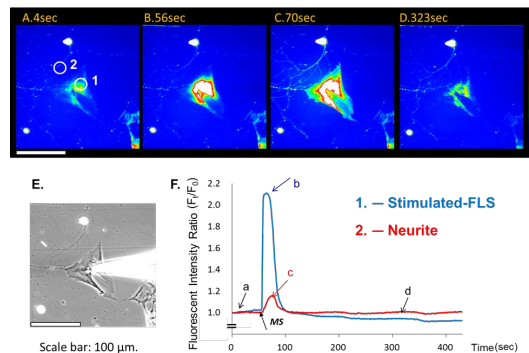 A.4sec B.56sec C.70sec D.323sec
2
1
E.
Scale bar: 100 μm.
F.
Fluorescent Intensity Ratio (Fₜ/F₀)
2.2
2.0
1.8
1.6
1.4
1.2
1.0
0 100 200 300 400
Time(sec)
a
b
c
d
MS
1. — Stimulated-FLS
2. — Neurite